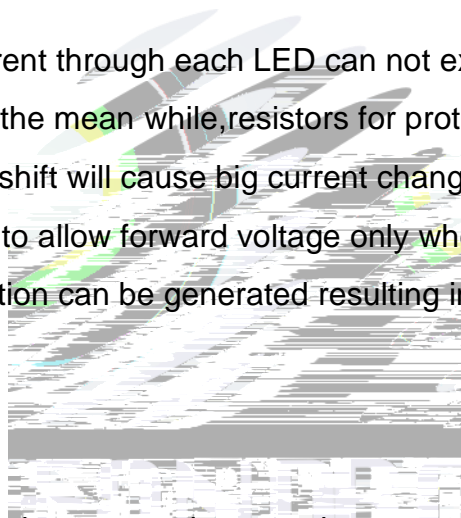 rent through each LED can not ex
the mean while,resistors for prot
shift will cause big current chang
to allow forward voltage only whe
tion can be generated resulting i